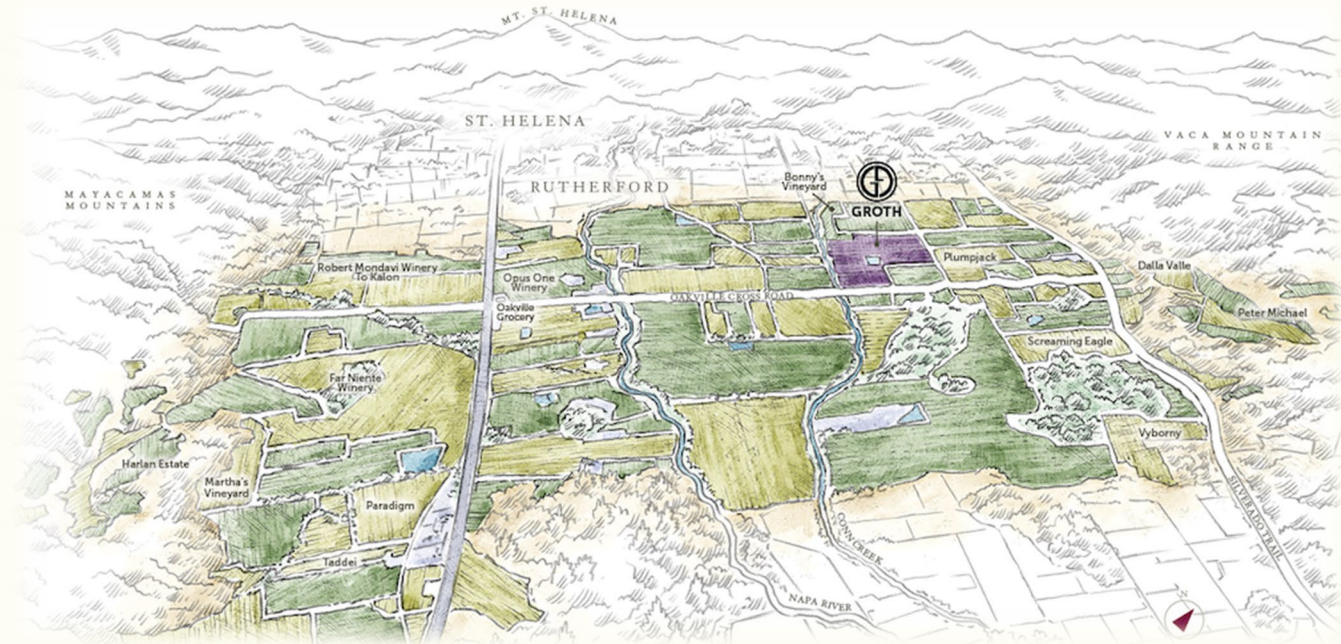 MT. ST. HELENA
ST. HELENA
VACA MOUNTAIN
RANGE
MAYACAMAS
MOUNTAINS
RUTHERFORD
Bonny's
Vineyard
GROTH
Robert Mondavi Winery
To Kalon
Opus One
Winery
Plumpjack
Dalla Valle
OAKVILLE CROSS ROAD
Oakville
Grocery
Peter Michael
Screaming Eagle
Far Niente
Winery
Vyborny
Harlan Estate
Martha's
Vineyard
Paradigm
SILVERADO TRAIL
CONN CREEK
Taddei
NAPA RIVER
N